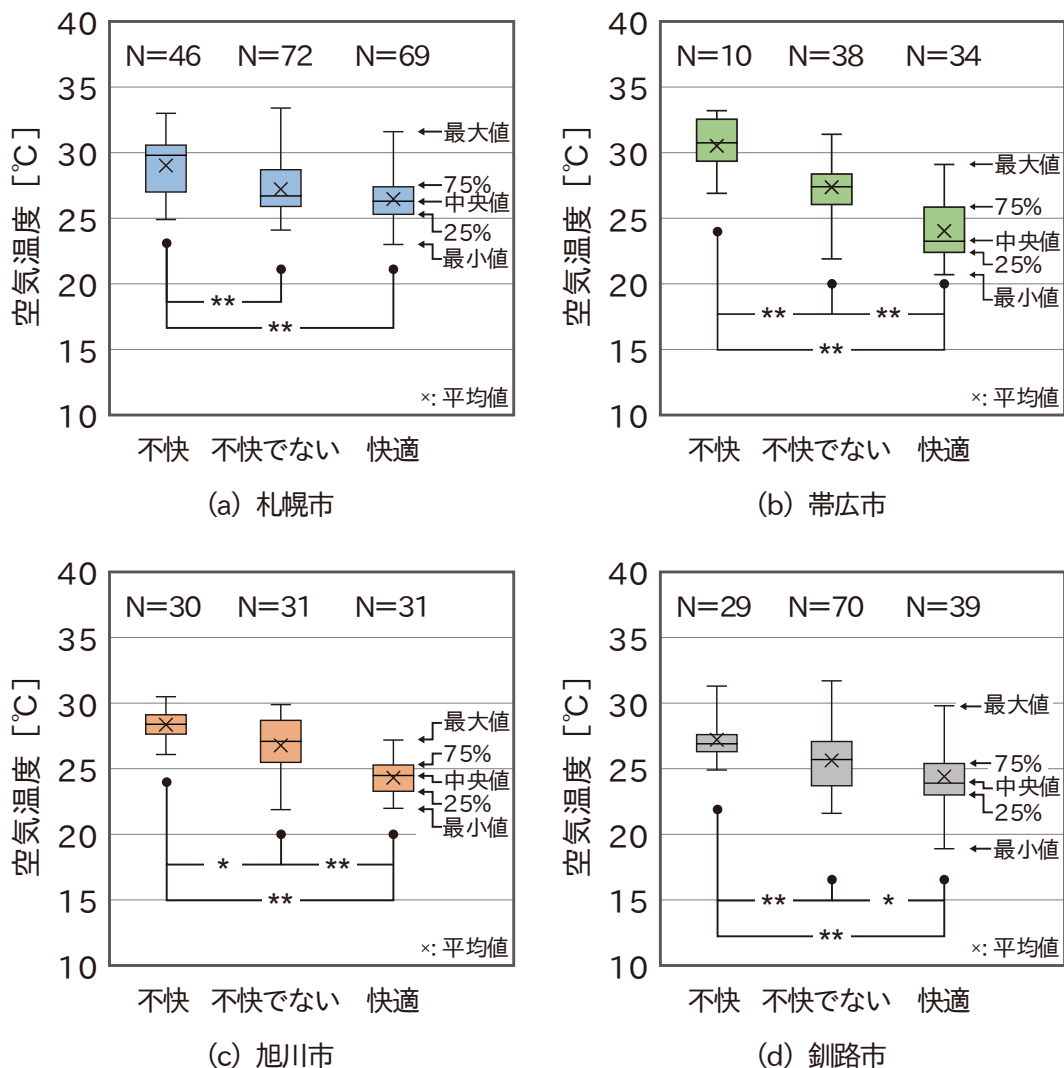 空気温度［℃］
40
35
30
25
20
15
10
N=46 N=72 N=69
最大値
75%
中央値
25%
最小値
**
**
×: 平均値
不快 不快でない 快適
(a) 札幌市
空気温度［℃］
40
35
30
25
20
15
10
N=10 N=38 N=34
最大値
75%
中央値
25%
最小値
** **
**
×: 平均値
不快 不快でない 快適
(b) 帯広市
空気温度［℃］
40
35
30
25
20
15
10
N=30 N=31 N=31
最大値
75%
中央値
25%
最小値
* **
**
×: 平均値
不快 不快でない 快適
(c) 旭川市
空気温度［℃］
40
35
30
25
20
15
10
N=29 N=70 N=39
最大値
75%
中央値
25%
最小値
** *
**
×: 平均値
不快 不快でない 快適
(d) 釧路市